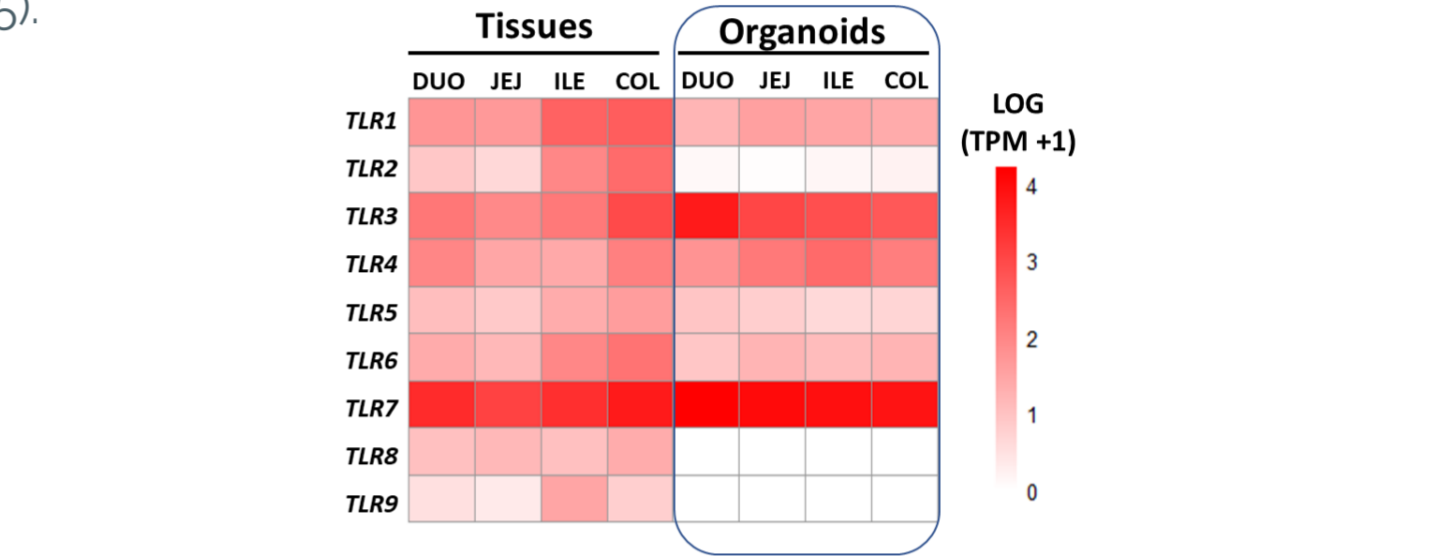 6).
Tissues Organoids
DUO JEJ ILE COL DUO JEJ ILE COL
LOG
(TPM +1)
TLR1
TLR2
TLR3
TLR4
TLR5
TLR6
TLR7
TLR8
TLR9
4
3
2
1
0